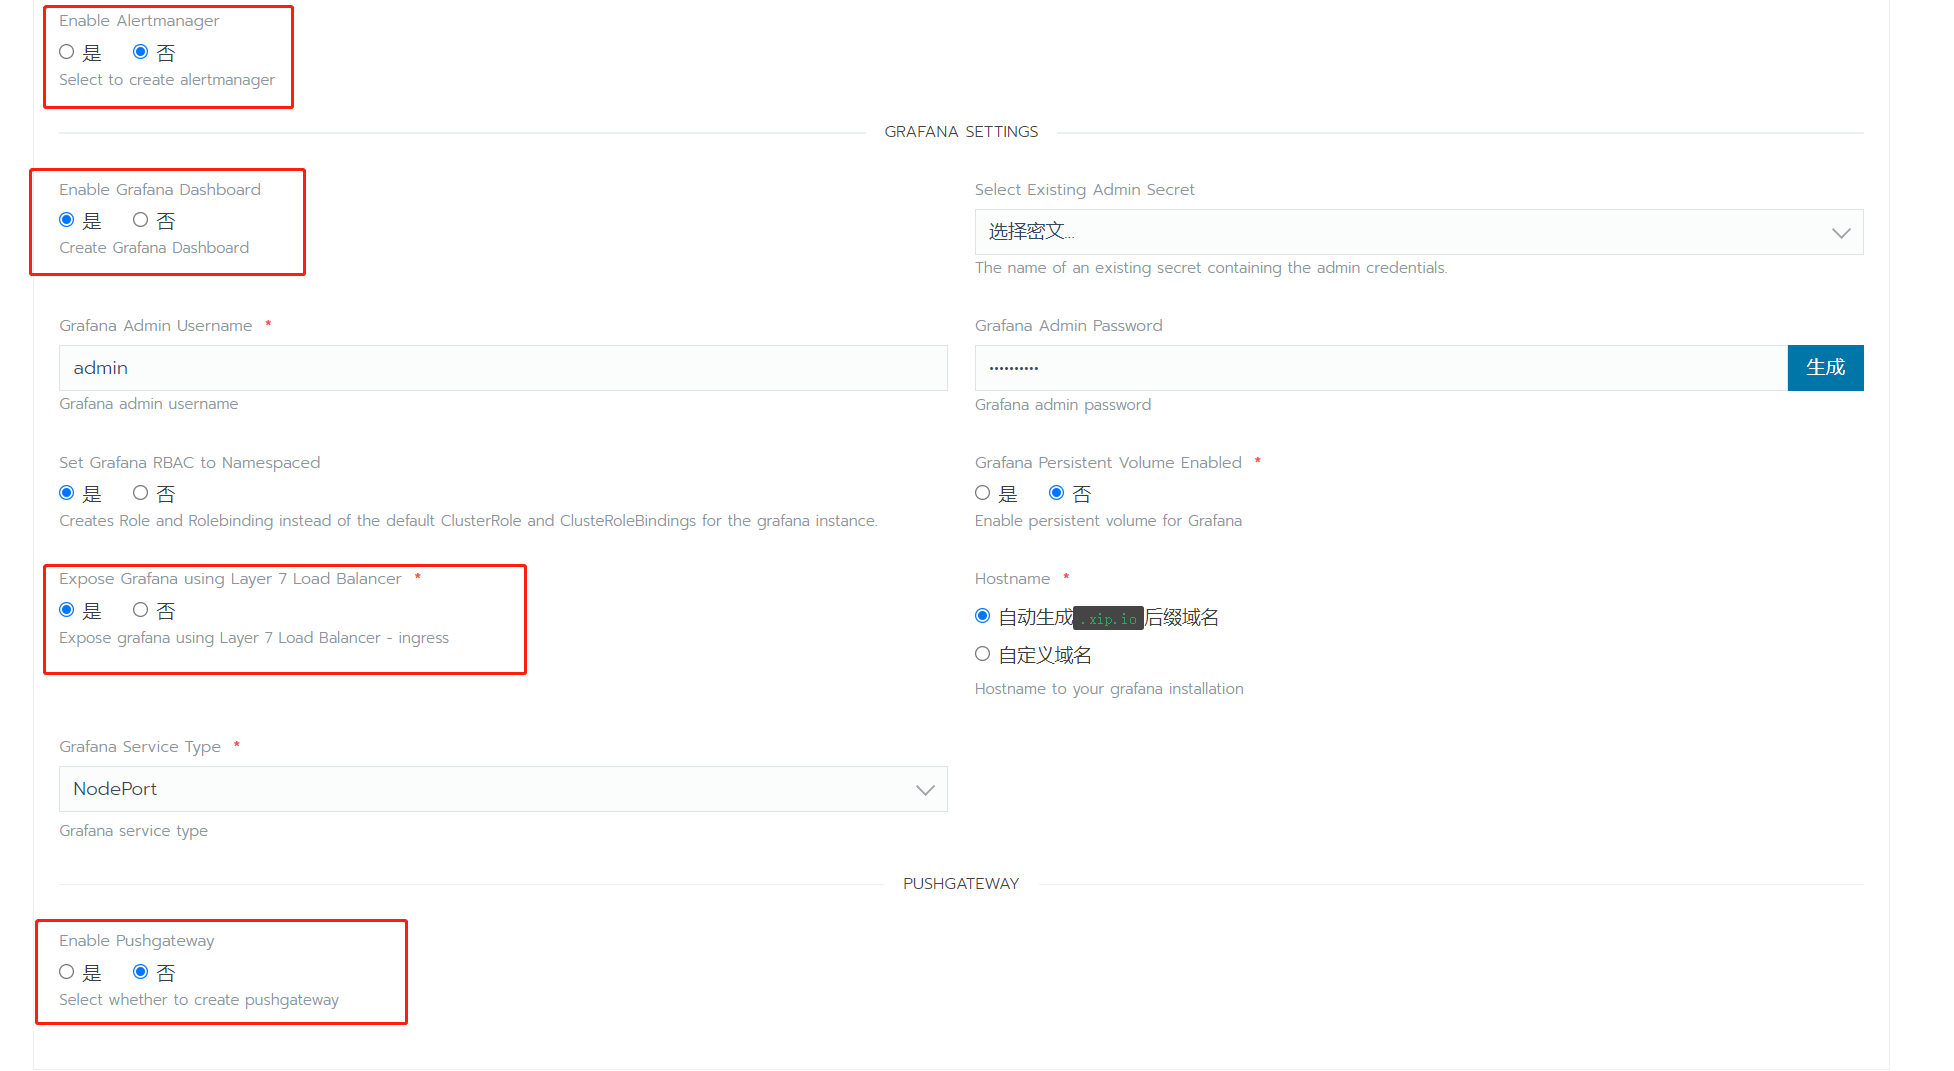 Enable Alertmanager
是 否
Select to create alertmanager
GRAFANA SETTINGS
Enable Grafana Dashboard
是 否
Create Grafana Dashboard
Select Existing Admin Secret
选择密文...
The name of an existing secret containing the admin credentials.
Grafana Admin Username *
admin
Grafana admin username
Grafana Admin Password
••••••••••
生成
Grafana admin password
Set Grafana RBAC to Namespaced
是 否
Creates Role and Rolebinding instead of the default ClusterRole and ClusteRoleBindings for the grafana instance.
Grafana Persistent Volume Enabled *
是 否
Enable persistent volume for Grafana
Expose Grafana using Layer 7 Load Balancer *
是 否
Expose grafana using Layer 7 Load Balancer - ingress
Hostname *
自动生成.xip.io后缀域名
自定义域名
Hostname to your grafana installation
Grafana Service Type *
NodePort
Grafana service type
PUSHGATEWAY
Enable Pushgateway
是 否
Select whether to create pushgateway